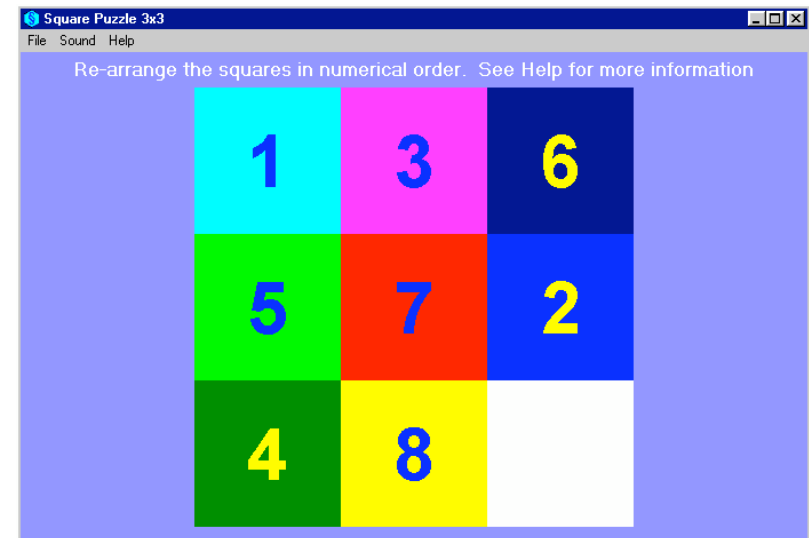 Square Puzzle 3x3
File Sound Help
Re-arrange the squares in numerical order. See Help for more information
1 3 6
5 7 2
4 8